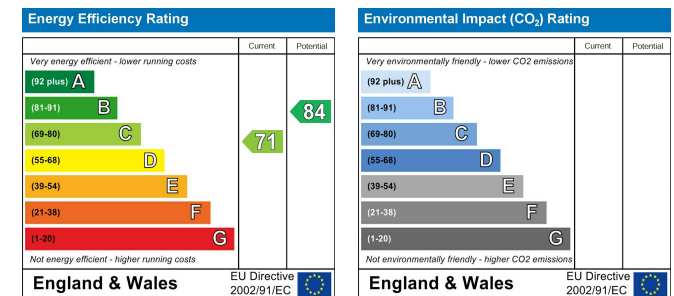 Energy Efficiency Rating
Current Potential
Very energy efficient - lower running costs
(92 plus) A
(81-91) B
84
(69-80) C
71
(55-68) D
(39-54) E
(21-38) F
(1-20) G
Not energy efficient - higher running costs
England & Wales
EU Directive
2002/91/EC
Environmental Impact (CO2) Rating
Current Potential
Very environmentally friendly - lower CO2 emissions
(92 plus) A
(81-91) B
(69-80) C
(55-68) D
(39-54) E
(21-38) F
(1-20) G
Not environmentally friendly - higher CO2 emissions
England & Wales
EU Directive
2002/91/EC